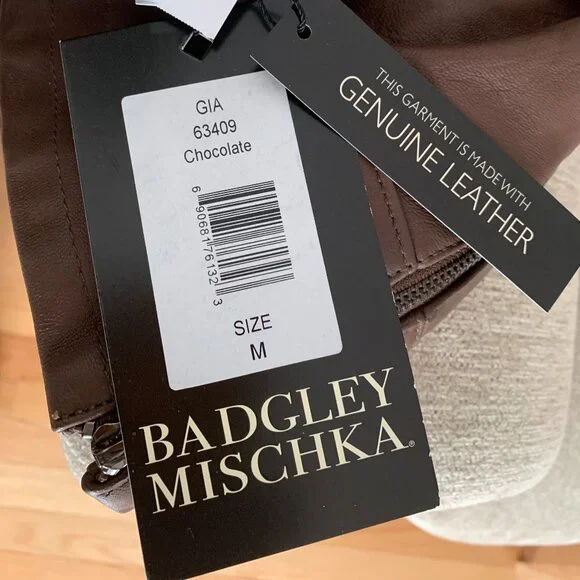 GIA
63409
Chocolate
6 90681 76132 3
SIZE
M
BADGLEY
MISCHKA®
THIS GARMENT IS MADE WITH
GENUINE LEATHER